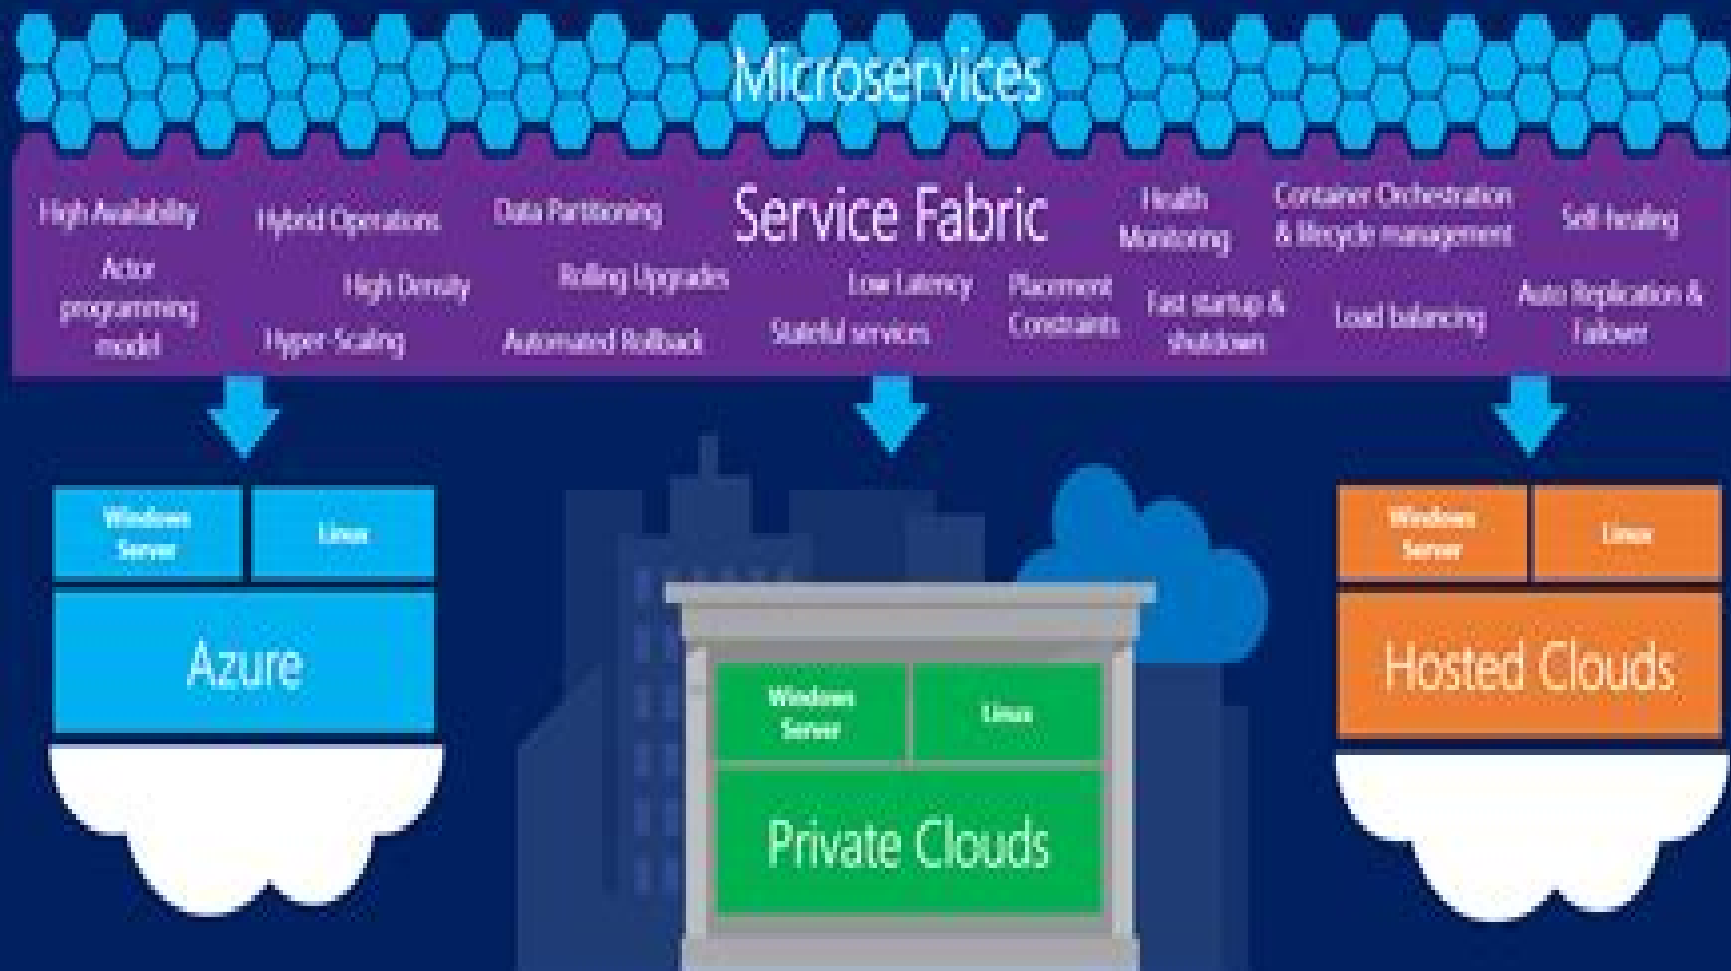 Microservices
Service Fabric
High Availability
Hybrid Operations
Data Partitioning
Health
Monitoring
Container Orchestration
& lifecycle management
Self-healing
Actor
programming
model
High Density
Rolling Upgrades
Low Latency
Placement
Constraints
Fast startup &
shutdown
Load balancing
Auto Replication &
Failover
Hyper-Scaling
Automated Rollback
Stateful services
Windows
Server
Linux
Azure
Windows
Server
Linux
Private Clouds
Windows
Server
Linux
Hosted Clouds